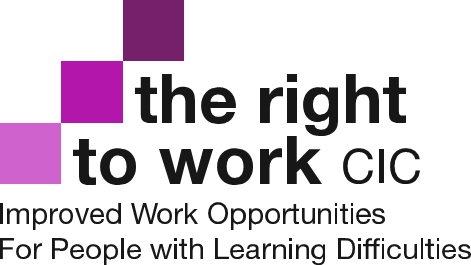 the right
to work CIC
Improved Work Opportunities
For People with Learning Difficulties